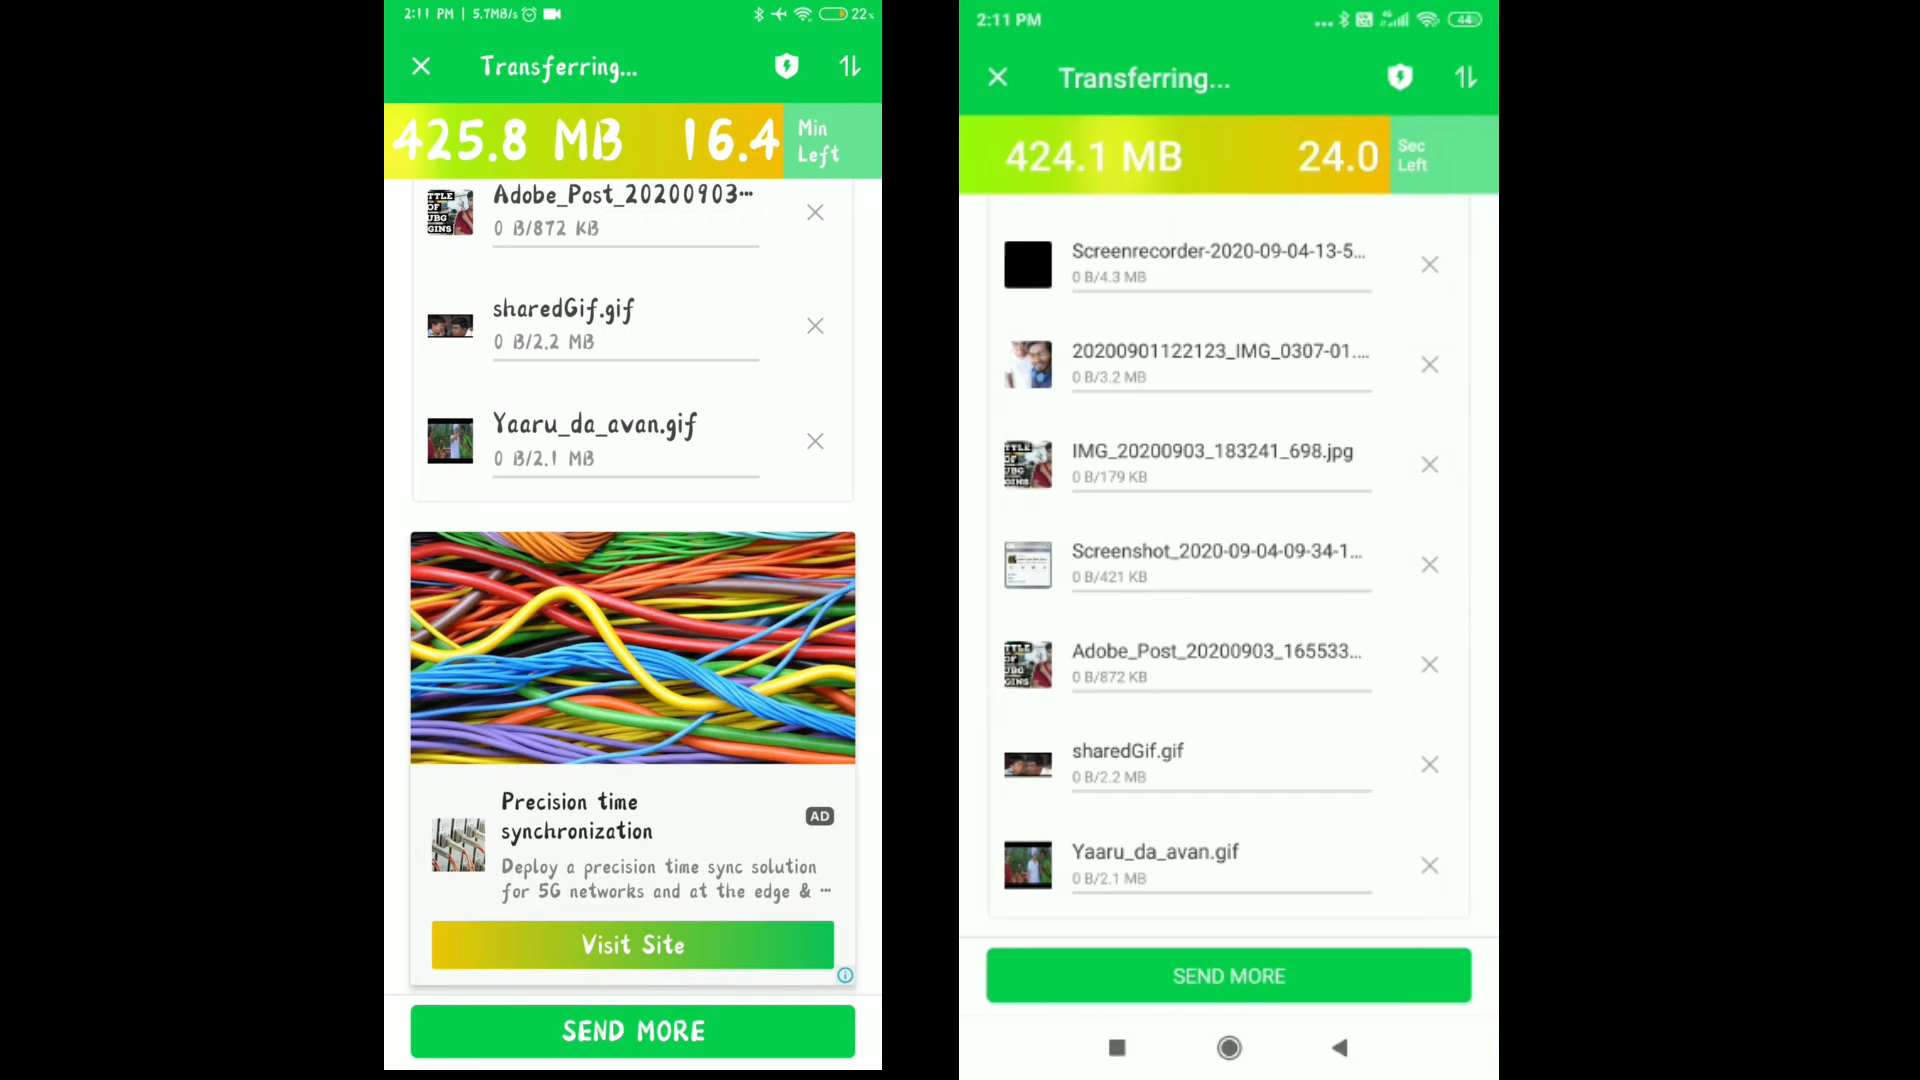 2:11 PM | 5.7MB/s
22%
Transferring...
425.8 MB 16.4 Min Left
Adobe_Post_20200903...
0 B/872 KB
sharedGif.gif
0 B/2.2 MB
Yaaru_da_avan.gif
0 B/2.1 MB
Precision time
synchronization
AD
Deploy a precision time sync solution
for 5G networks and at the edge & ...
Visit Site
SEND MORE
2:11 PM
4G
44
Transferring...
424.1 MB 24.0 Sec Left
Screenrecorder-2020-09-04-13-5...
0 B/4.3 MB
20200901122123_IMG_0307-01....
0 B/3.2 MB
IMG_20200903_183241_698.jpg
0 B/179 KB
Screenshot_2020-09-04-09-34-1...
0 B/421 KB
Adobe_Post_20200903_165533...
0 B/872 KB
sharedGif.gif
0 B/2.2 MB
Yaaru_da_avan.gif
0 B/2.1 MB
SEND MORE